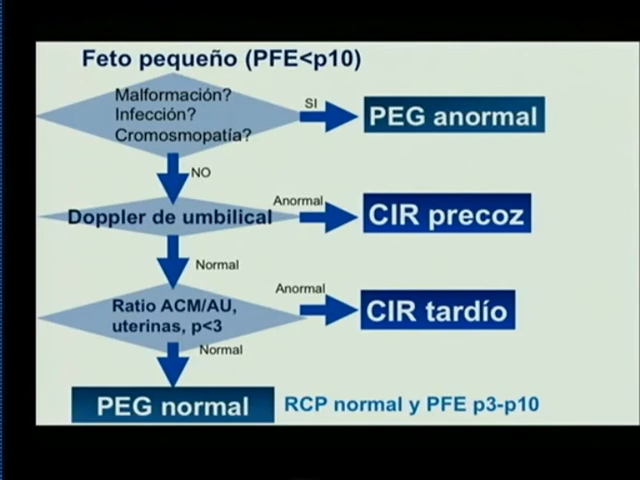 Feto pequeño (PFE<p10)
Malformación?
Infección?
Cromosmopatía?
SI
PEG anormal
NO
Doppler de umbilical
Anormal
CIR precoz
Normal
Ratio ACM/AU,
uterinas, p<3
Anormal
CIR tardío
Normal
PEG normal
RCP normal y PFE p3-p10